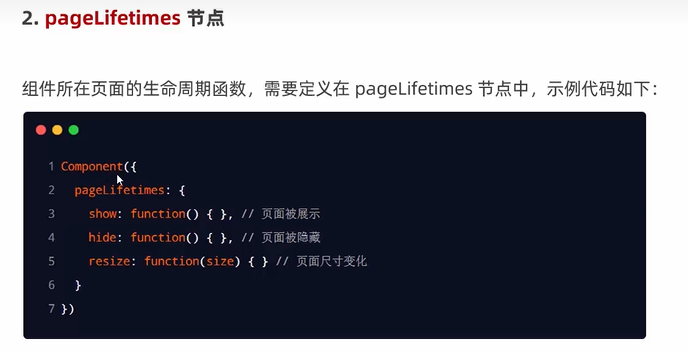 2. pageLifetimes 节点
组件所在页面的生命周期函数，需要定义在 pageLifetimes 节点中，示例代码如下：
1 Component({
2   pageLifetimes: {
3     show: function() { }, // 页面被展示
4     hide: function() { }, // 页面被隐藏
5     resize: function(size) { } // 页面尺寸变化
6   }
7 })